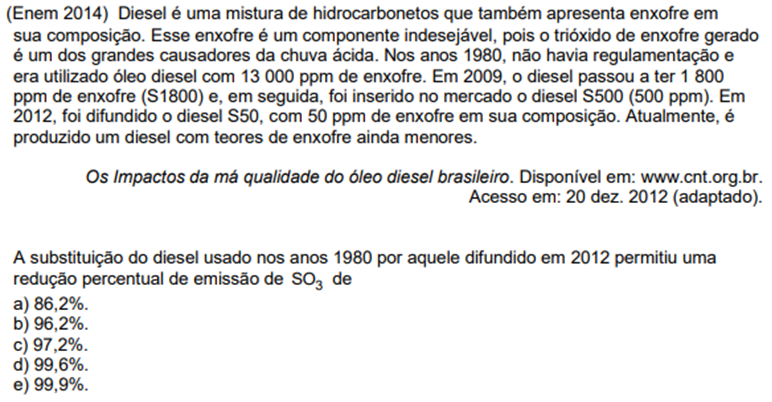 (Enem 2014) Diesel é uma mistura de hidrocarbonetos que também apresenta enxofre em
sua composição. Esse enxofre é um componente indesejável, pois o trióxido de enxofre gerado
é um dos grandes causadores da chuva ácida. Nos anos 1980, não havia regulamentação e
era utilizado óleo diesel com 13 000 ppm de enxofre. Em 2009, o diesel passou a ter 1 800
ppm de enxofre (S1800) e, em seguida, foi inserido no mercado o diesel S500 (500 ppm). Em
2012, foi difundido o diesel S50, com 50 ppm de enxofre em sua composição. Atualmente, é
produzido um diesel com teores de enxofre ainda menores.
Os Impactos da má qualidade do óleo diesel brasileiro. Disponível em: www.cnt.org.br.
Acesso em: 20 dez. 2012 (adaptado).
A substituição do diesel usado nos anos 1980 por aquele difundido em 2012 permitiu uma
redução percentual de emissão de SO₃ de
a) 86,2%.
b) 96,2%.
c) 97,2%.
d) 99,6%.
e) 99,9%.